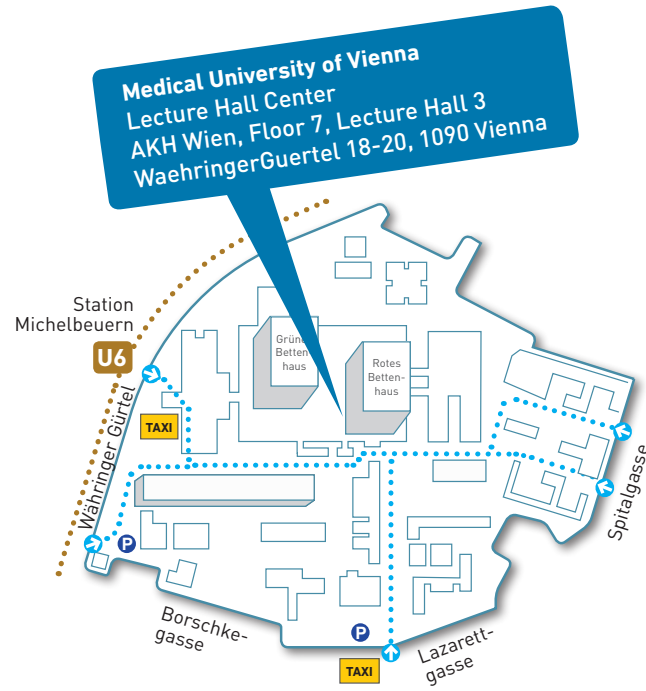 Medical University of Vienna
Lecture Hall Center
AKH Wien, Floor 7, Lecture Hall 3
WaehringerGuertel 18-20, 1090 Vienna
Station
Michelbeuern
U6
Grünes
Betten
haus
Rotes
Betten-
haus
TAXI
Währinger Gürtel
Spitalgasse
P
Borschke-
gasse
P
Lazarett-
gasse
TAXI